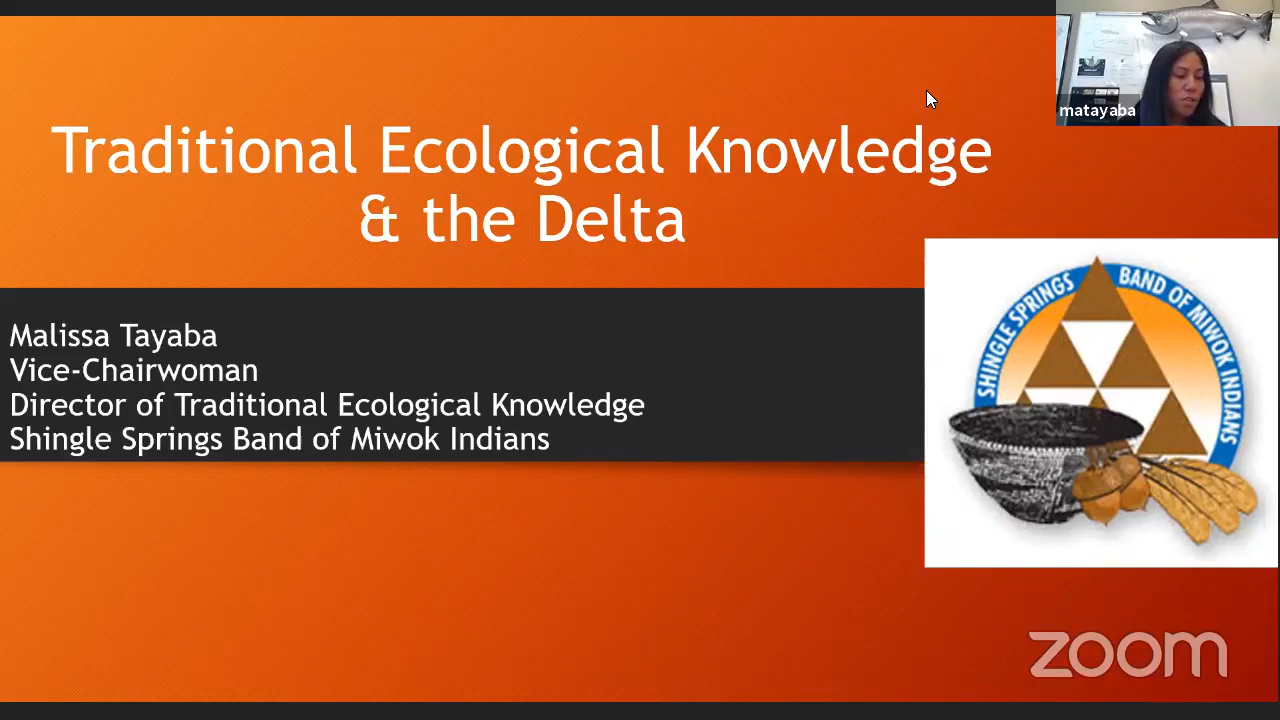 matayaba
Traditional Ecological Knowledge
& the Delta
Malissa Tayaba
Vice-Chairwoman
Director of Traditional Ecological Knowledge
Shingle Springs Band of Miwok Indians
SHINGLE SPRINGS BAND OF MIWOK INDIANS
zoom